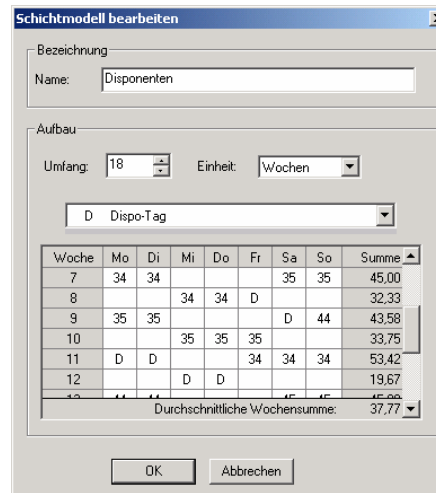 Schichtmodell bearbeiten
Bezeichnung
Name: Disponenten
Aufbau
Umfang: 18 Einheit: Wochen
D Dispo-Tag
Woche Mo Di Mi Do Fr Sa So Summe
7 34 34 35 35 45,00
8 34 34 D 32,33
9 35 35 D 44 43,58
10 35 35 35 33,75
11 D D 34 34 34 53,42
12 D D 19,67
Durchschnittliche Wochensumme: 37,77
OK Abbrechen